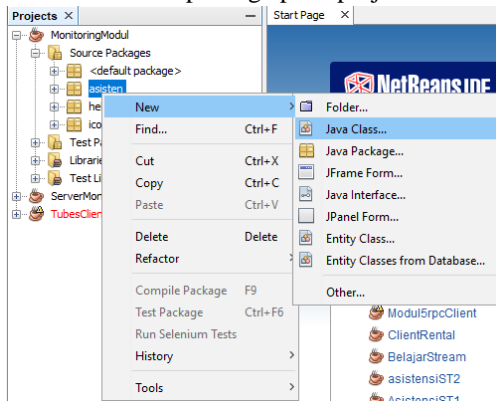 Projects
Start Page
MonitoringModul
Source Packages
<default package>
asisten
he
ico
Test Pa
Librarie
Test Lib
ServerMon
TubesClien
NetBeans IDE
New
Find... Ctrl+F
Cut Ctrl+X
Copy Ctrl+C
Paste Ctrl+V
Delete Delete
Refactor
Compile Package F9
Test Package Ctrl+F6
Run Selenium Tests
History
Tools
Folder...
Java Class...
Java Package...
JFrame Form...
Java Interface...
JPanel Form...
Entity Class...
Entity Classes from Database...
Other...
Modul5rpcClient
ClientRental
BelajarStream
asistensiST2
AsistensiST1